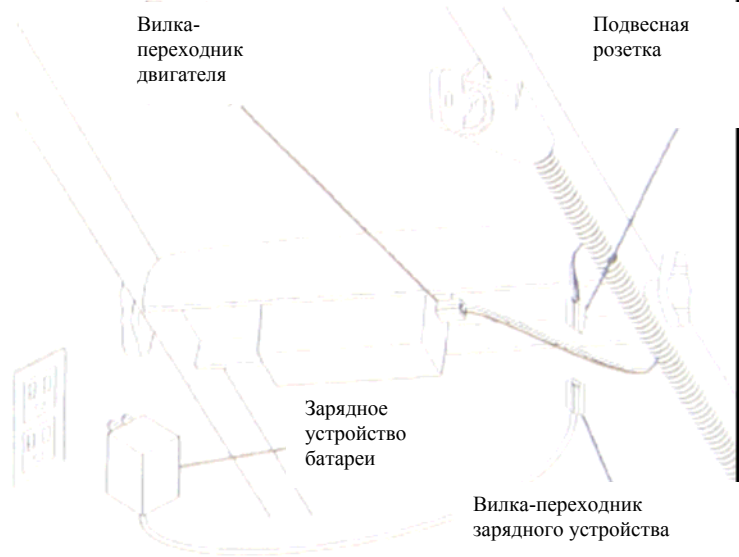 Вилка-
переходник
двигателя
Подвесная
розетка
Зарядное
устройство
батареи
Вилка-переходник
зарядного устройства